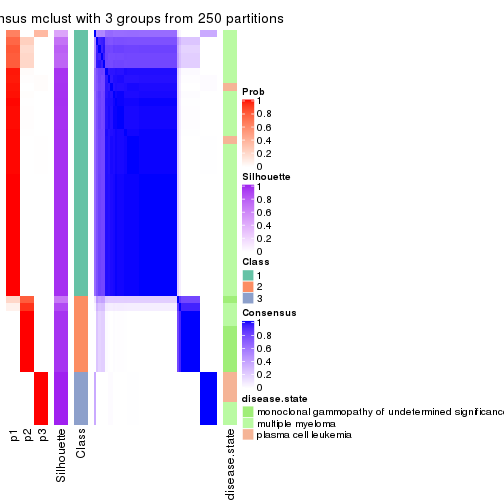 nsus mclust with 3 groups from 250 partitions
Prob
1
0.8
0.6
0.4
0.2
0
Silhouette
1
0.8
0.6
0.4
0.2
0
Class
1
2
3
Consensus
1
0.8
0.6
0.4
0.2
0
disease.state
monoclonal gammopathy of undetermined significance
multiple myeloma
plasma cell leukemia
p1
p2
p3
Silhouette
Class
disease.state